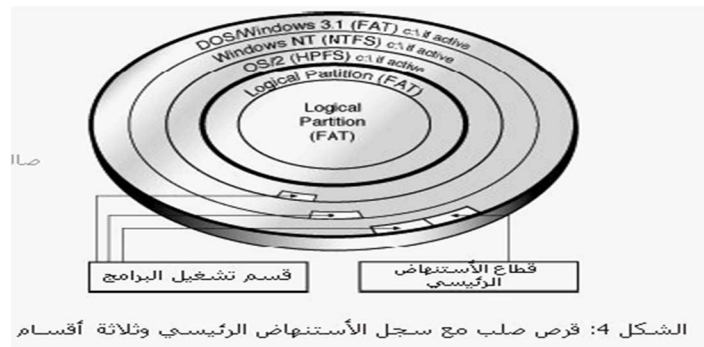 DOS/Windows 3.1 (FAT) c:\ if active
Windows NT (NTFS) c:\ if active
OS/2 (HPFS) c:\ if active
Logical Partition (FAT)
Logical
Partition
(FAT)
قسم تشغيل البرامج
قطاع الأستنهاض
الرئيسي
الشكل 4: قرص صلب مع سجل الأستنهاض الرئيسي وثلاثة أقسام